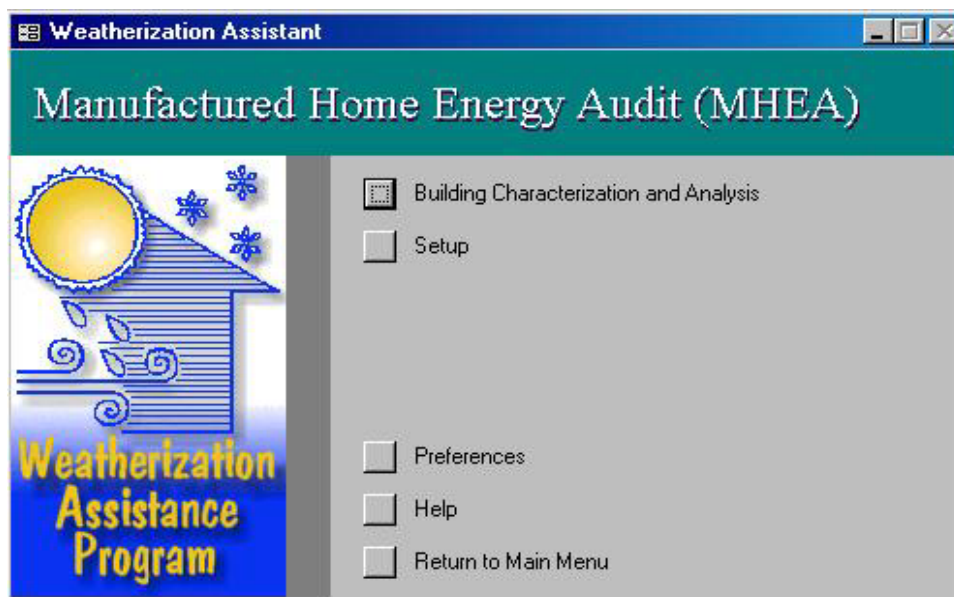 Weatherization Assistant
Manufactured Home Energy Audit (MHEA)
Building Characterization and Analysis
Setup
Preferences
Help
Return to Main Menu
Weatherization
Assistance
Program